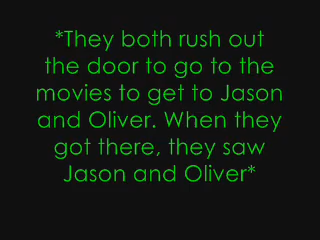 *They both rush out
the door to go to the
movies to get to Jason
and Oliver. When they
got there, they saw
Jason and Oliver*